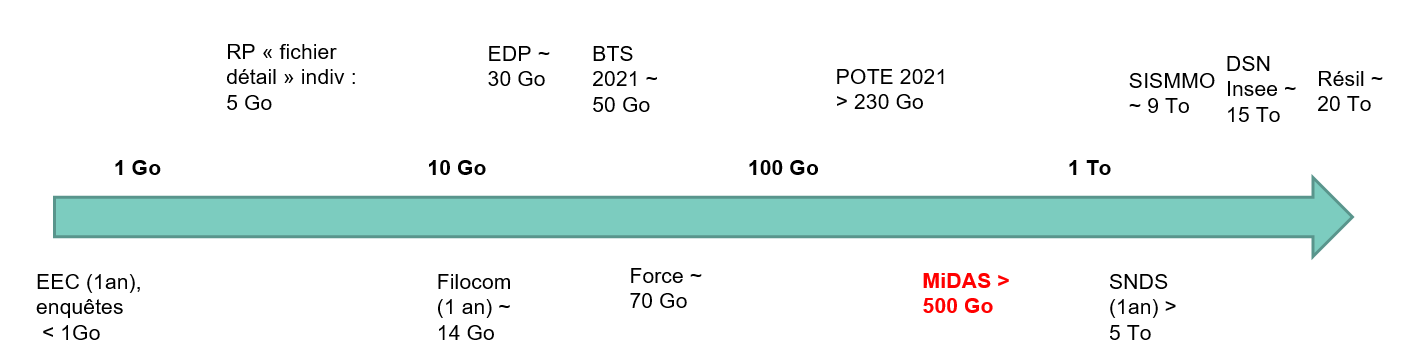 RP « fichier
détail » indiv :
5 Go
EDP ~
30 Go
BTS
2021 ~
50 Go
POTE 2021
> 230 Go
SISMMO
~ 9 To
DSN
Insee ~
15 To
Résil ~
20 To
1 Go
10 Go
100 Go
1 To
EEC (1an),
enquêtes
< 1Go
Filocom
(1 an) ~
14 Go
Force ~
70 Go
MiDAS >
500 Go
SNDS
(1an) >
5 To